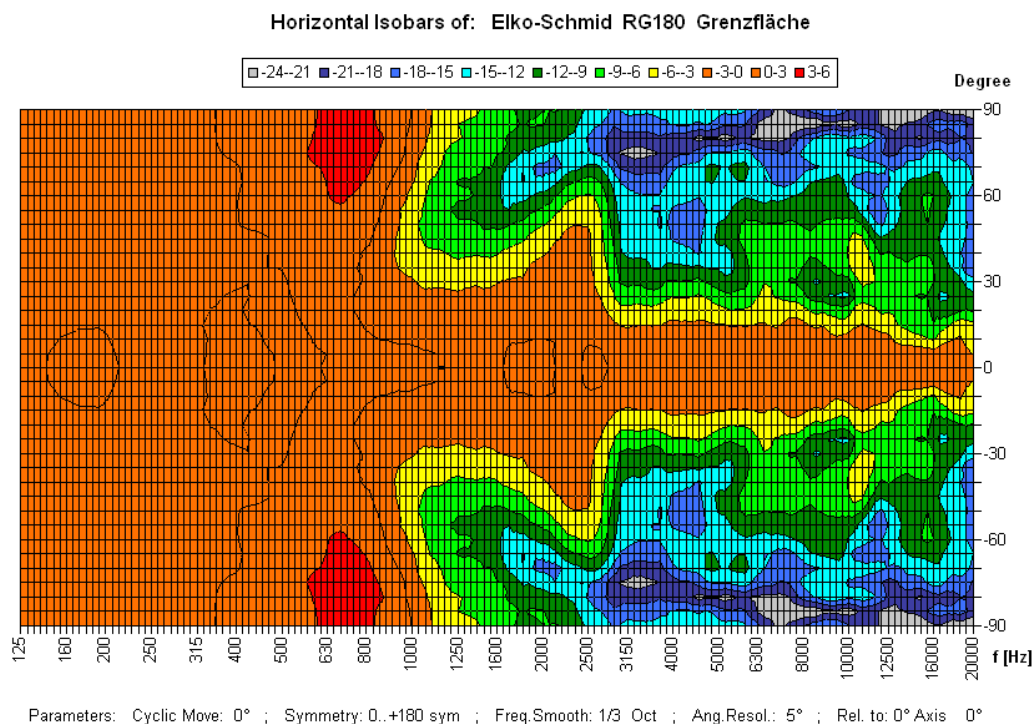 Horizontal Isobars of: Elko-Schmid RG180 Grenzfläche
-24--21 -21--18 -18--15 -15--12 -12--9 -9--6 -6--3 -3-0 0-3 3-6
Degree
90
60
30
0
-30
-60
-90
125 160 200 250 315 400 500 630 800 1000 1250 1600 2000 2500 3150 4000 5000 6300 8000 10000 12500 16000 20000
f [Hz]
Parameters: Cyclic Move: 0° ; Symmetry: 0..+180 sym ; Freq.Smooth: 1/3 Oct ; Ang.Resol.: 5° ; Rel. to: 0° Axis 0°